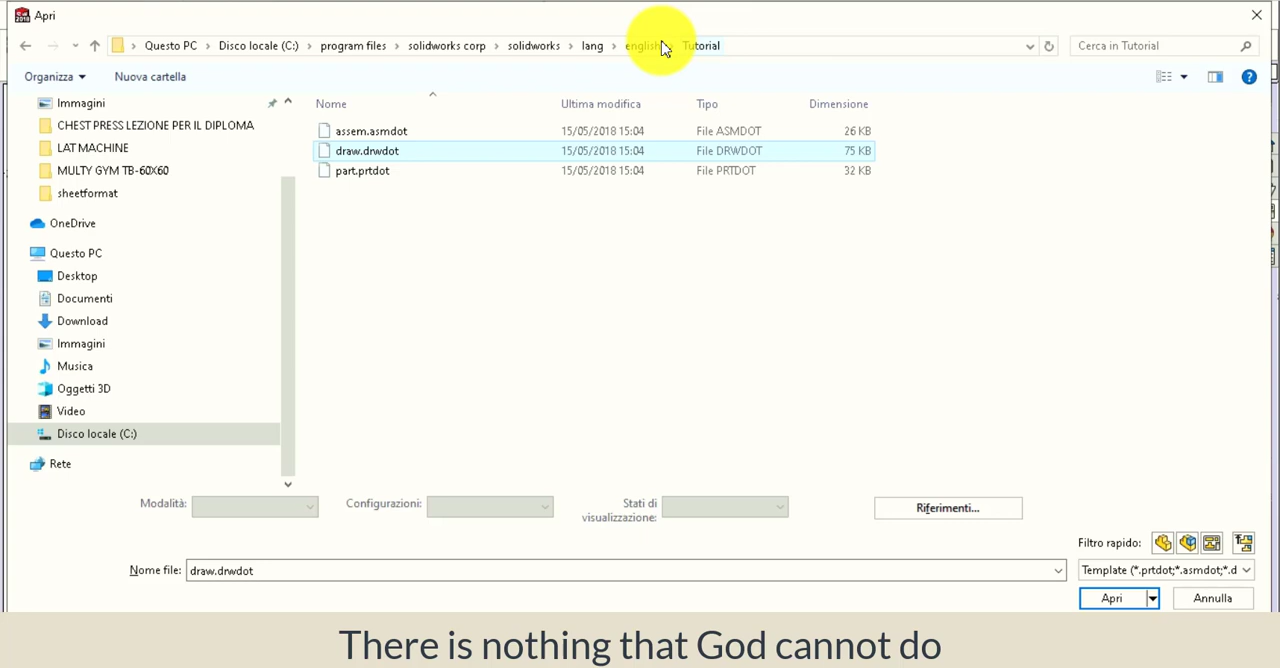 Apri
Questo PC > Disco locale (C:) > program files > solidworks corp > solidworks > lang > english > Tutorial
Cerca in Tutorial
Organizza
Nuova cartella
Immagini
CHEST PRESS LEZIONE PER IL DIPLOMA
LAT MACHINE
MULTY GYM TB-60X60
sheetformat
OneDrive
Questo PC
Desktop
Documenti
Download
Immagini
Musica
Oggetti 3D
Video
Disco locale (C:)
Rete
Nome Ultima modifica Tipo Dimensione
assem.asmdot 15/05/2018 15:04 File ASMDOT 26 KB
draw.drwdot 15/05/2018 15:04 File DRWDOT 75 KB
part.prtdot 15/05/2018 15:04 File PRTDOT 32 KB
Modalità:
Configurazioni:
Stati di
visualizzazione:
Riferimenti...
Filtro rapido:
Nome file: draw.drwdot
Template (*.prtdot;*.asmdot;*.d
Apri
Annulla
There is nothing that God cannot do